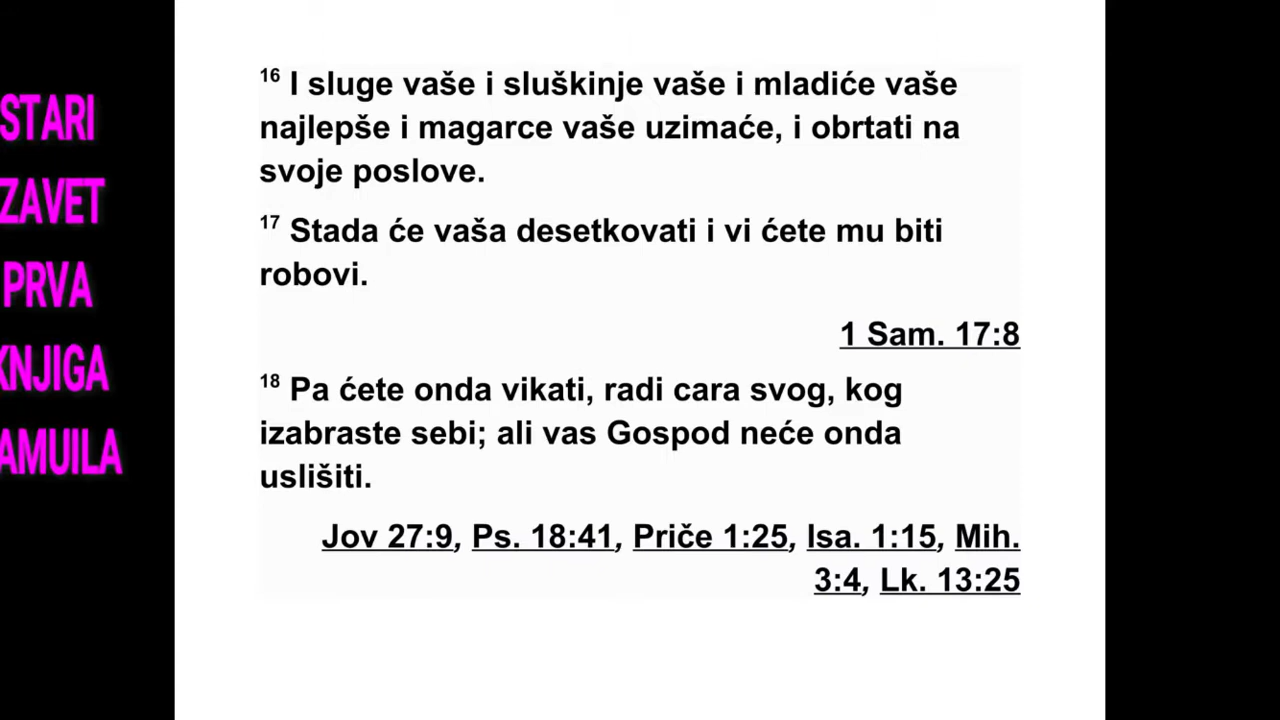 STARI
ZAVET
PRVA
KNJIGA
AMUILA
16 I sluge vaše i sluškinje vaše i mladiće vaše
najlepše i magarce vaše uzimaće, i obrtati na
svoje poslove.
17 Stada će vaša desetkovati i vi ćete mu biti
robovi.
1 Sam. 17:8
18 Pa ćete onda vikati, radi cara svog, kog
izabraste sebi; ali vas Gospod neće onda
uslišiti.
Jov 27:9, Ps. 18:41, Priče 1:25, Isa. 1:15, Mih.
3:4, Lk. 13:25